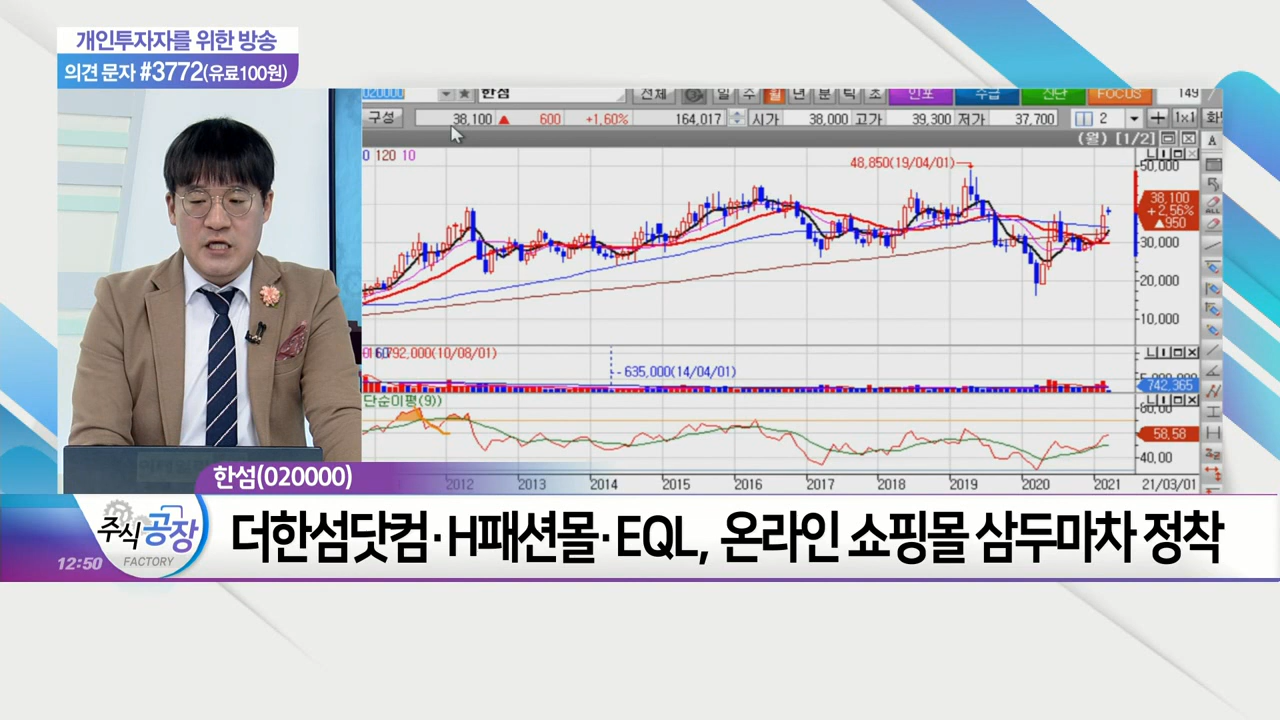 개인투자자를 위한 방송
의견 문자 #3772(유료100원)
020000 한섬 전체 일 주 월 년 분 틱 초 인포 수급 진단 FOCUS 149
구성 38,100 ▲ 600 +1,60% 164,017 시가 38,000 고가 39,300 저가 37,700 2 1×1
(월) [1/2]
0 120 10
48,850(19/04/01)
50,000
38,100
+2,56%
▲950
30,000
20,000
10,000
792,000(10/08/01)
635,000(14/04/01)
742,365
단순이평(9))
80,00
58,58
40,00
2012 2013 2014 2015 2016 2017 2018 2019 2020 2021 21/03/01
한섬(020000)
주식공장
FACTORY
12:50
더한섬닷컴·H패션몰·EQL, 온라인 쇼핑몰 삼두마차 정착